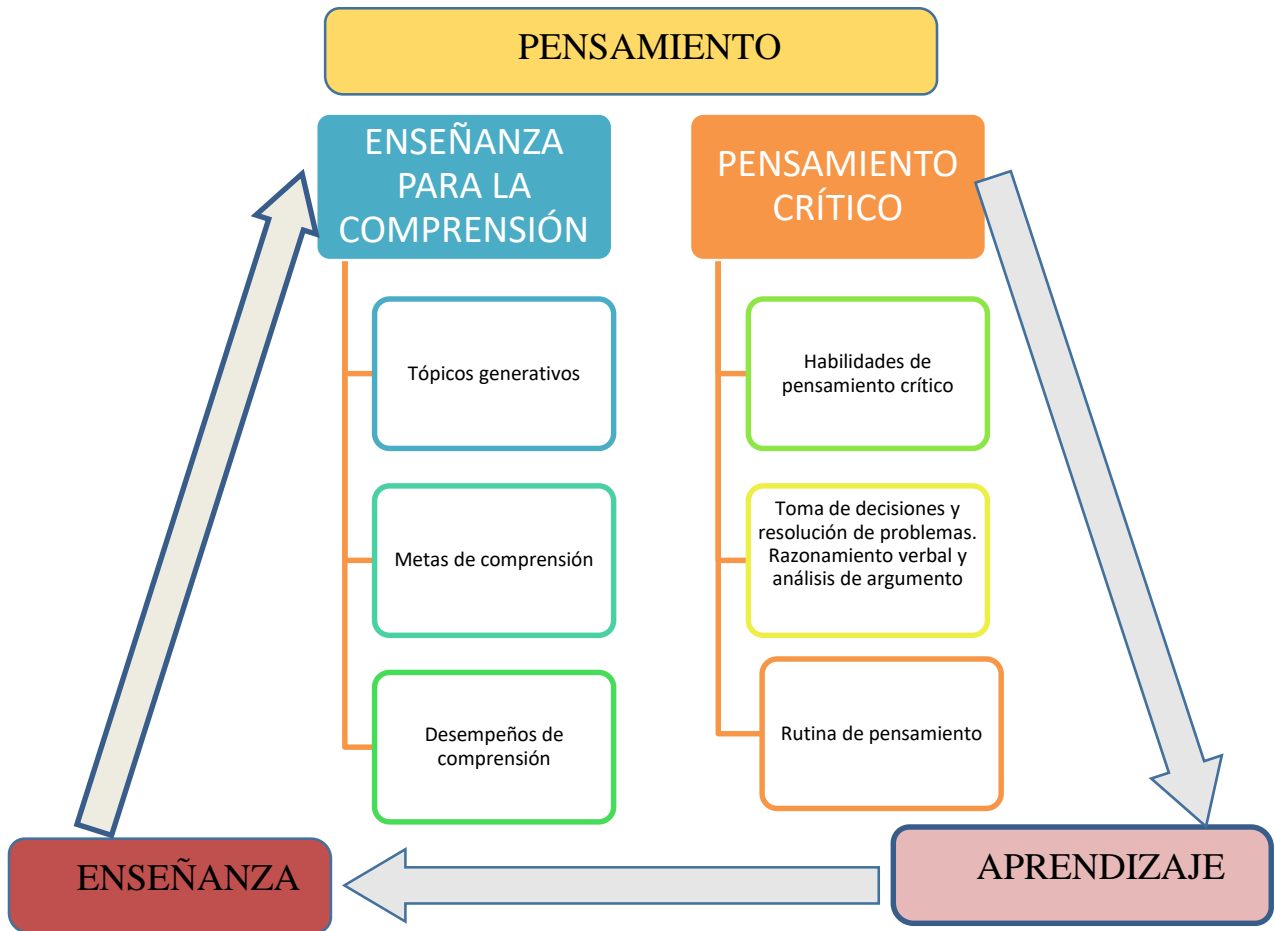 PENSAMIENTO
ENSEÑANZA
PARA LA
COMPRENSIÓN
Tópicos generativos
Metas de comprensión
Desempeños de
comprensión
PENSAMIENTO
CRÍTICO
Habilidades de
pensamiento crítico
Toma de decisiones y
resolución de problemas.
Razonamiento verbal y
análisis de argumento
Rutina de pensamiento
ENSEÑANZA
APRENDIZAJE